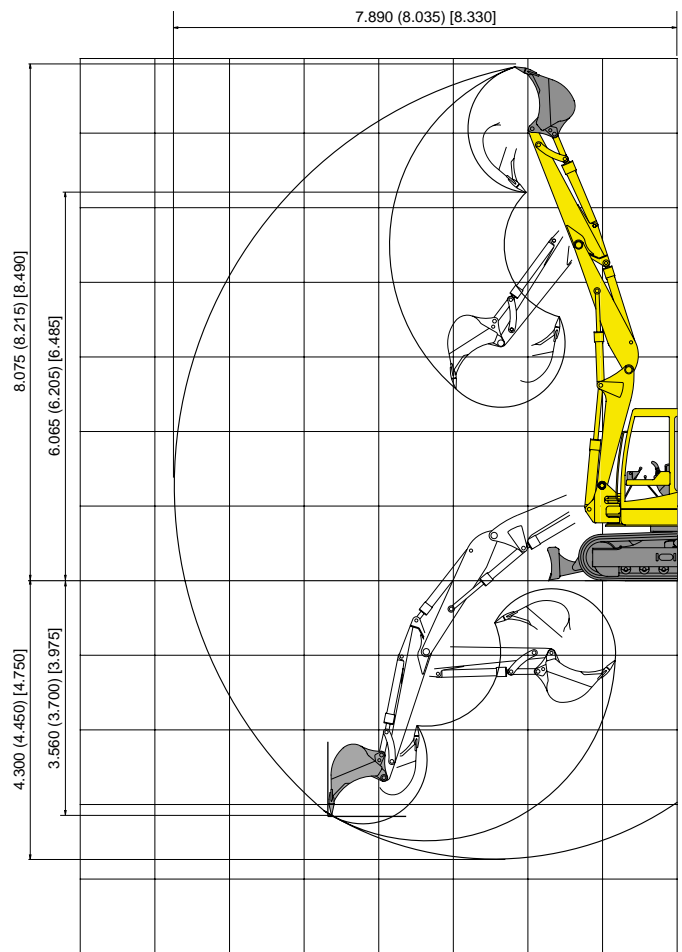 7.890 (8.035) [8.330]
8.075 (8.215) [8.490]
6.065 (6.205) [6.485]
4.300 (4.450) [4.750]
3.560 (3.700) [3.975]